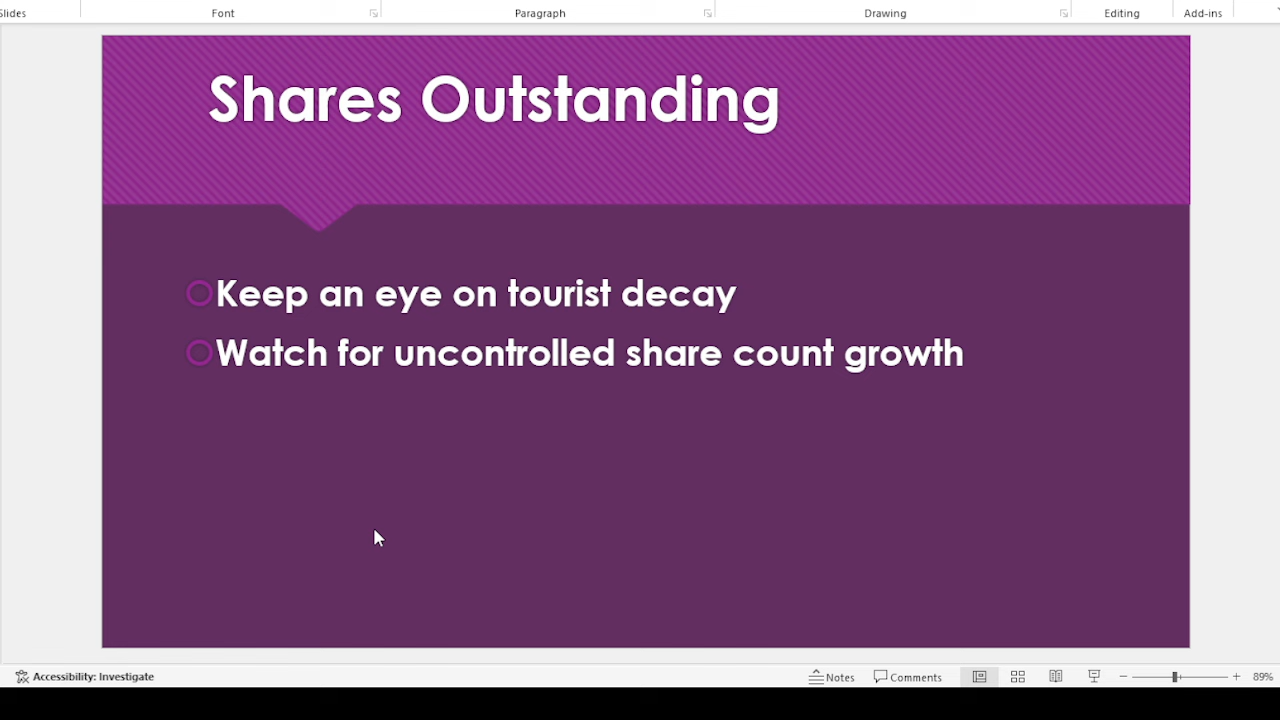 Slides Font Paragraph Drawing Editing Add-ins
Shares Outstanding
Keep an eye on tourist decay
Watch for uncontrolled share count growth
Accessibility: Investigate Notes Comments 89%